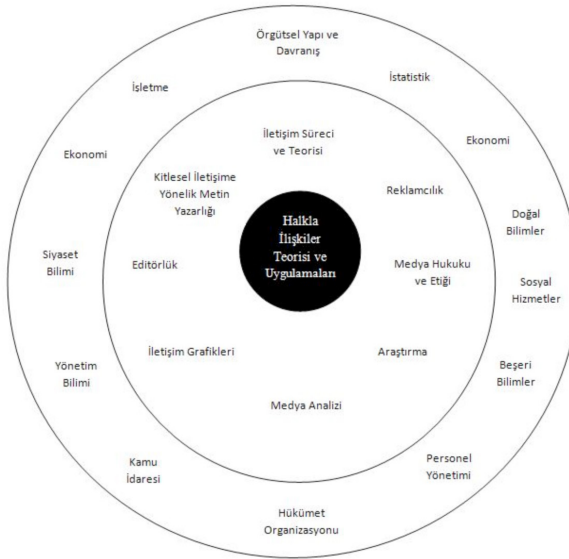 Örgütsel Yapı ve
Davranış
İstatistik
Ekonomi
Doğal
Bilimler
Sosyal
Hizmetler
Beşeri
Bilimler
Personel
Yönetimi
Hükümet
Organizasyonu
Kamu
İdaresi
Yönetim
Bilimi
Siyaset
Bilimi
Ekonomi
İşletme
İletişim Süreci
ve Teorisi
Reklamcılık
Medya Hukuku
ve Etiği
Araştırma
Medya Analizi
İletişim Grafikleri
Editörlük
Kitlesel İletişime
Yönelik Metin
Yazarlığı
Halkla
İlişkiler
Teorisi ve
Uygulamaları